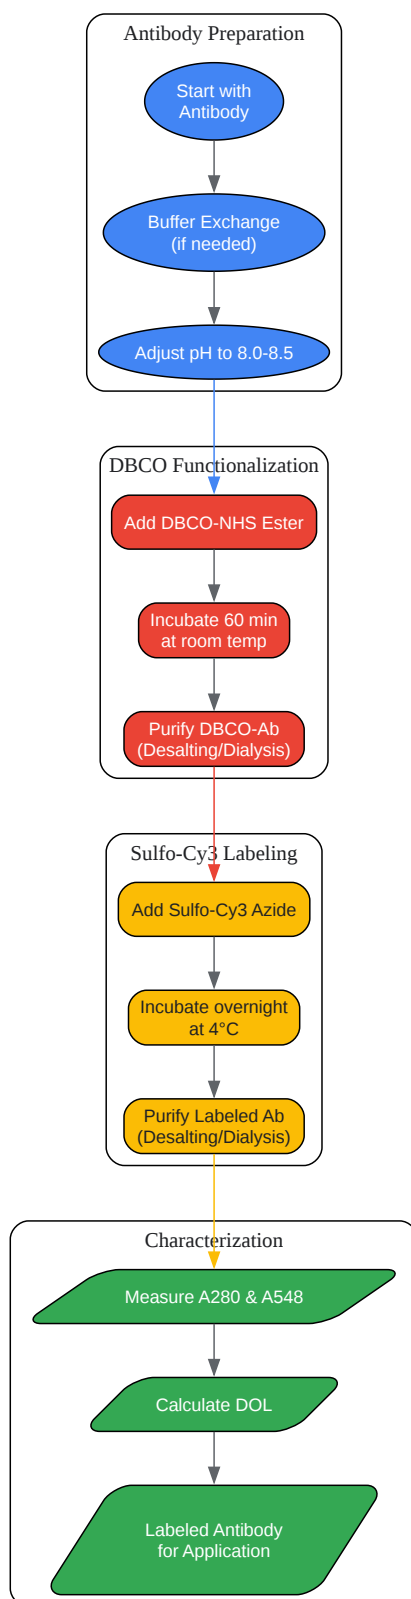 Antibody Preparation
Start with
Antibody
Buffer Exchange
(if needed)
Adjust pH to 8.0-8.5
DBCO Functionalization
Add DBCO-NHS Ester
Incubate 60 min
at room temp
Purify DBCO-Ab
(Desalting/Dialysis)
Sulfo-Cy3 Labeling
Add Sulfo-Cy3 Azide
Incubate overnight
at 4°C
Purify Labeled Ab
(Desalting/Dialysis)
Characterization
Measure A280 & A548
Calculate DOL
Labeled Antibody
for Application